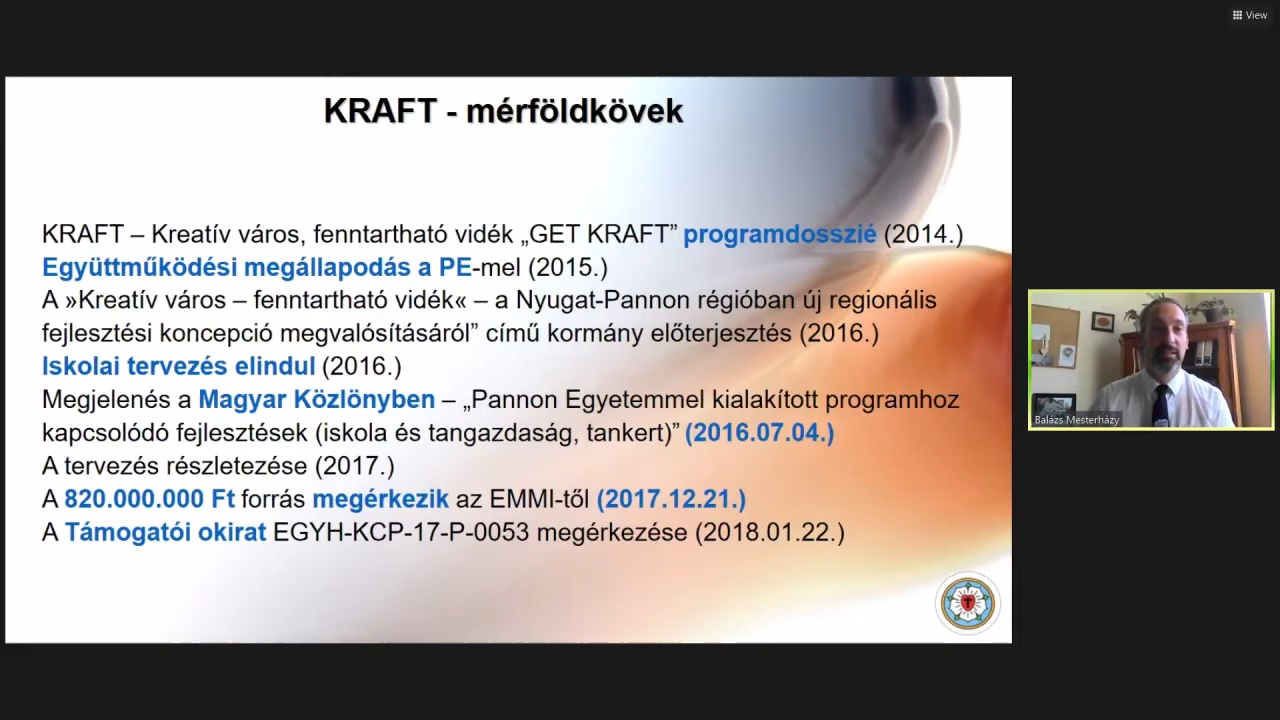 View
KRAFT - mérföldkövek
KRAFT – Kreatív város, fenntartható vidék „GET KRAFT” programdosszié (2014.)
Együttműködési megállapodás a PE-mel (2015.)
A »Kreatív város – fenntartható vidék« – a Nyugat-Pannon régióban új regionális
fejlesztési koncepció megvalósításáról” című kormány előterjesztés (2016.)
Iskolai tervezés elindul (2016.)
Megjelenés a Magyar Közlönyben – „Pannon Egyetemmel kialakított programhoz
kapcsolódó fejlesztések (iskola és tangazdaság, tankert)” (2016.07.04.)
A tervezés részletezése (2017.)
A 820.000.000 Ft forrás megérkezik az EMMI-től (2017.12.21.)
A Támogatói okirat EGYH-KCP-17-P-0053 megérkezése (2018.01.22.)
Balázs Mesterházy